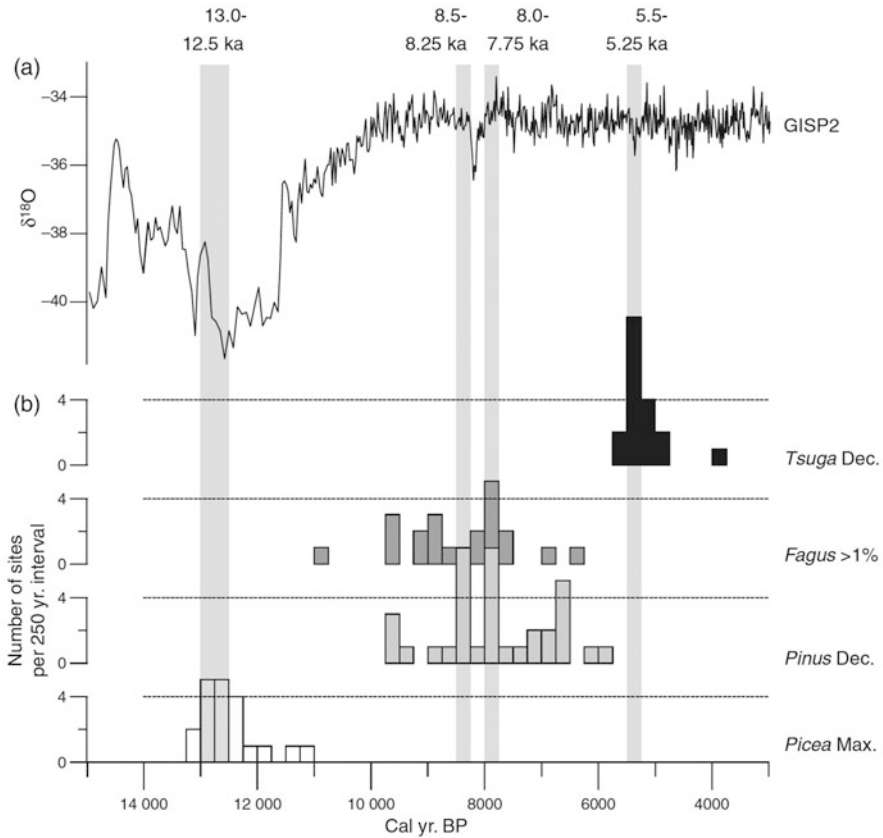 13.0-
12.5 ka
8.5-
8.25 ka
8.0-
7.75 ka
5.5-
5.25 ka
(a)
−34
−36
−38
−40
δ18O
GISP2
(b)
4
0
Tsuga Dec.
4
0
Fagus >1%
4
0
Pinus Dec.
4
0
Picea Max.
Number of sites
per 250 yr. interval
14 000 12 000 10 000 8000 6000 4000
Cal yr. BP